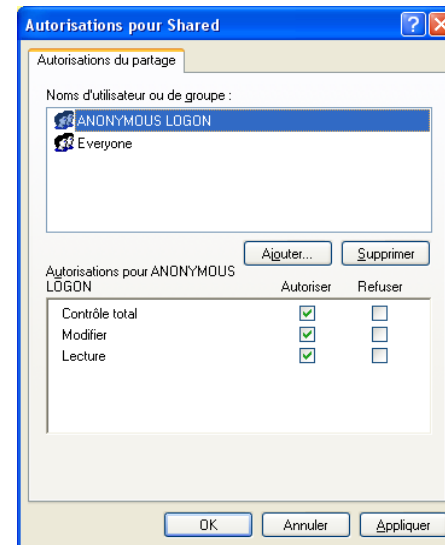 Autorisations pour Shared
Autorisations du partage
Noms d'utilisateur ou de groupe :
ANONYMOUS LOGON
Everyone
Ajouter... Supprimer
Autorisations pour ANONYMOUS
LOGON Autoriser Refuser
Contrôle total
Modifier
Lecture
OK Annuler Appliquer